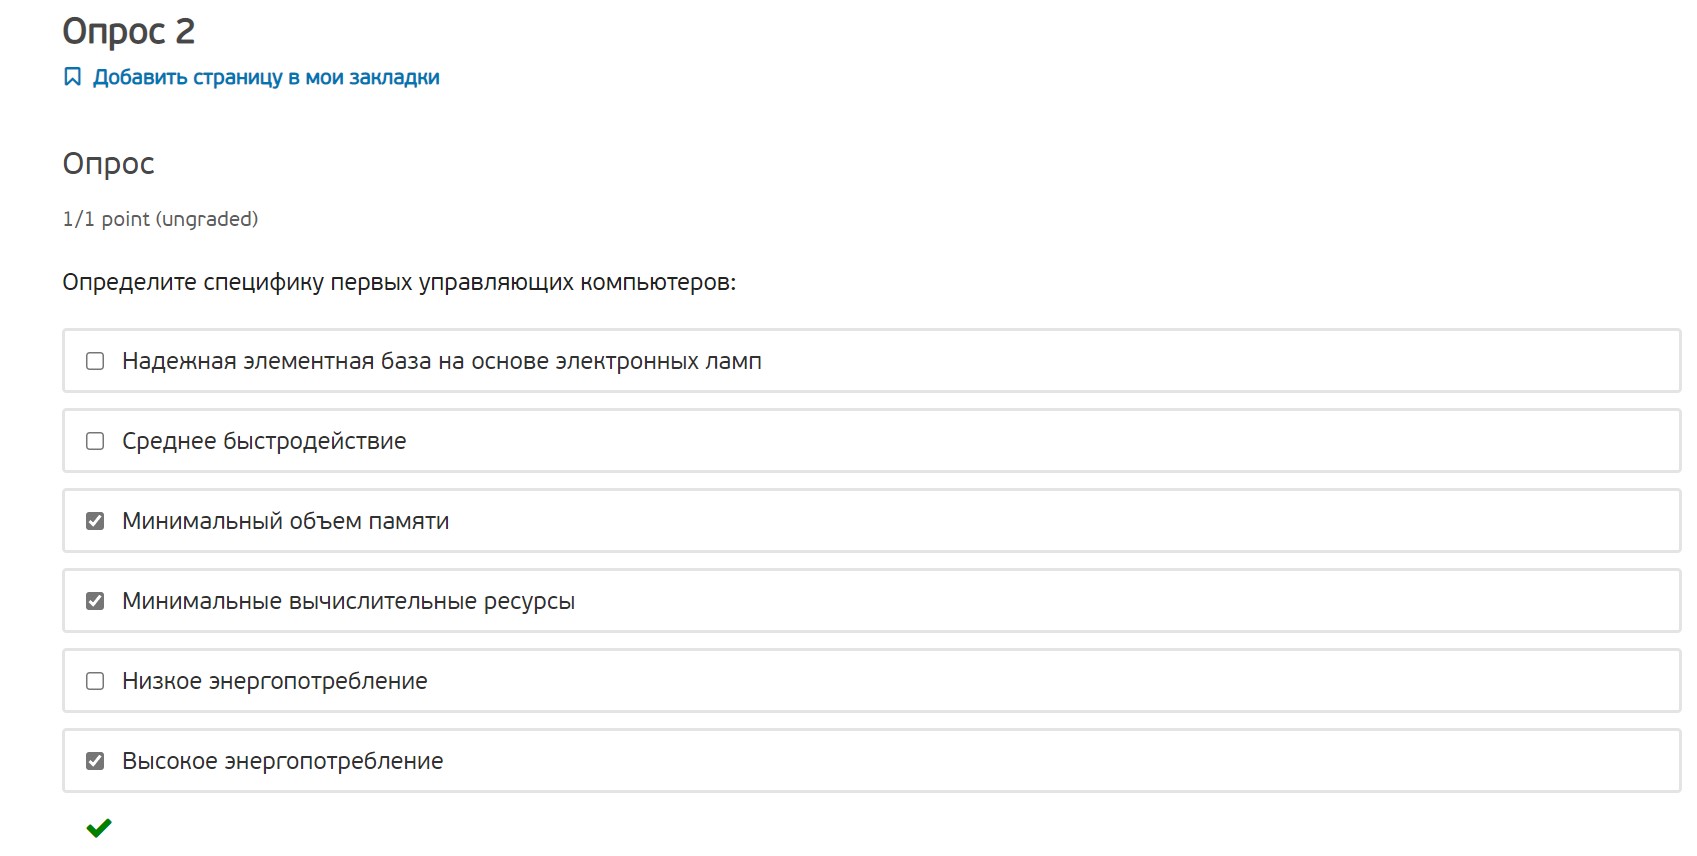 Опрос 2
Добавить страницу в мои закладки
Опрос
1/1 point (ungraded)
Определите специфику первых управляющих компьютеров:
Надежная элементная база на основе электронных ламп
Среднее быстродействие
Минимальный объем памяти
Минимальные вычислительные ресурсы
Низкое энергопотребление
Высокое энергопотребление